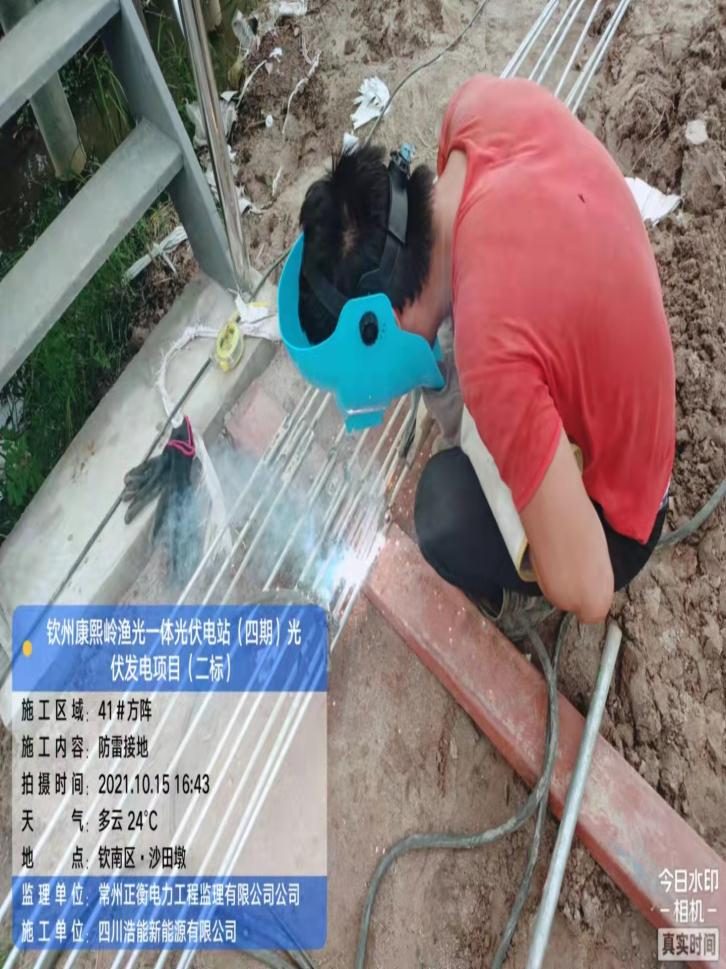 钦州康熙岭渔光一体光伏电站（四期）光
伏发电项目（二标）
施工区域：41#方阵
施工内容：防雷接地
拍摄时间：2021.10.15 16:43
天气：多云 24℃
地点：钦南区·沙田墩
监理单位：常州正衡电力工程监理有限公司公司
施工单位：四川浩能新能源有限公司
今日水印
-相机-
真实时间